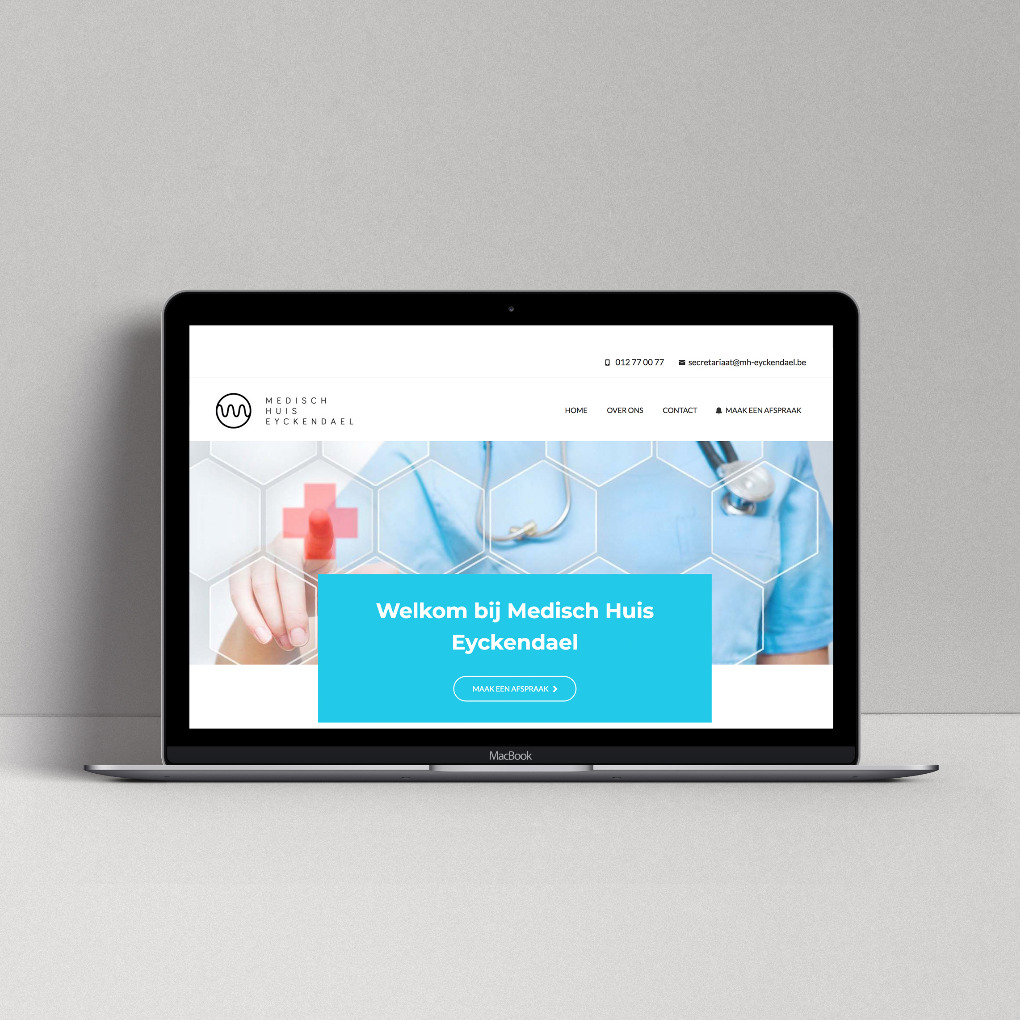 012 77 00 77 secretariaat@mh-eyckendael.be
MEDISCH
HUIS
EYCKENDAEL
HOME OVER ONS CONTACT MAAK EEN AFSPRAAK
Welkom bij Medisch Huis
Eyckendael
MAAK EEN AFSPRAAK
MacBook